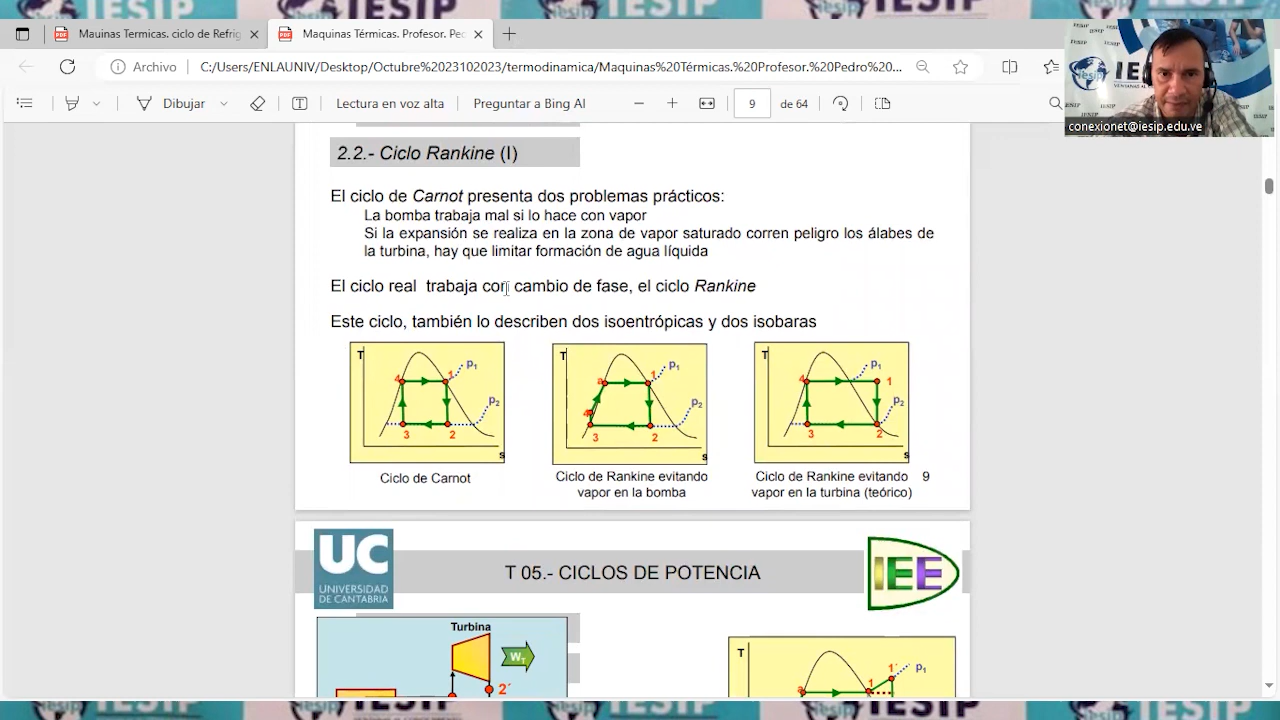 Mauinas Termicas. ciclo de Refrig
Maquinas Térmicas. Profesor. Pec
Archivo
C:/Users/ENLAUNIV/Desktop/Octubre%20231102023/termodinamica/Maquinas%20Térmicas.%20Profesor.%20Pedro%20...
Dibujar
Lectura en voz alta
Preguntar a Bing AI
9
de 64
conexionet@iesip.edu.ve
2.2.- Ciclo Rankine (I)
El ciclo de Carnot presenta dos problemas prácticos:
La bomba trabaja mal si lo hace con vapor
Si la expansión se realiza en la zona de vapor saturado corren peligro los álabes de
la turbina, hay que limitar formación de agua líquida
El ciclo real trabaja con cambio de fase, el ciclo Rankine
Este ciclo, también lo describen dos isoentrópicas y dos isobaras
T 4 1 p1 p2 3 2 s
T a 1 p1 4 p2 3 2 s
T 4 p1 1 p2 3 2 s
Ciclo de Carnot
Ciclo de Rankine evitando
vapor en la bomba
Ciclo de Rankine evitando
vapor en la turbina (teórico)
9
UC
UNIVERSIDAD
DE CANTABRIA
T 05.- CICLOS DE POTENCIA
IEE
Turbina
WT
2´
T a 1 1´ p1